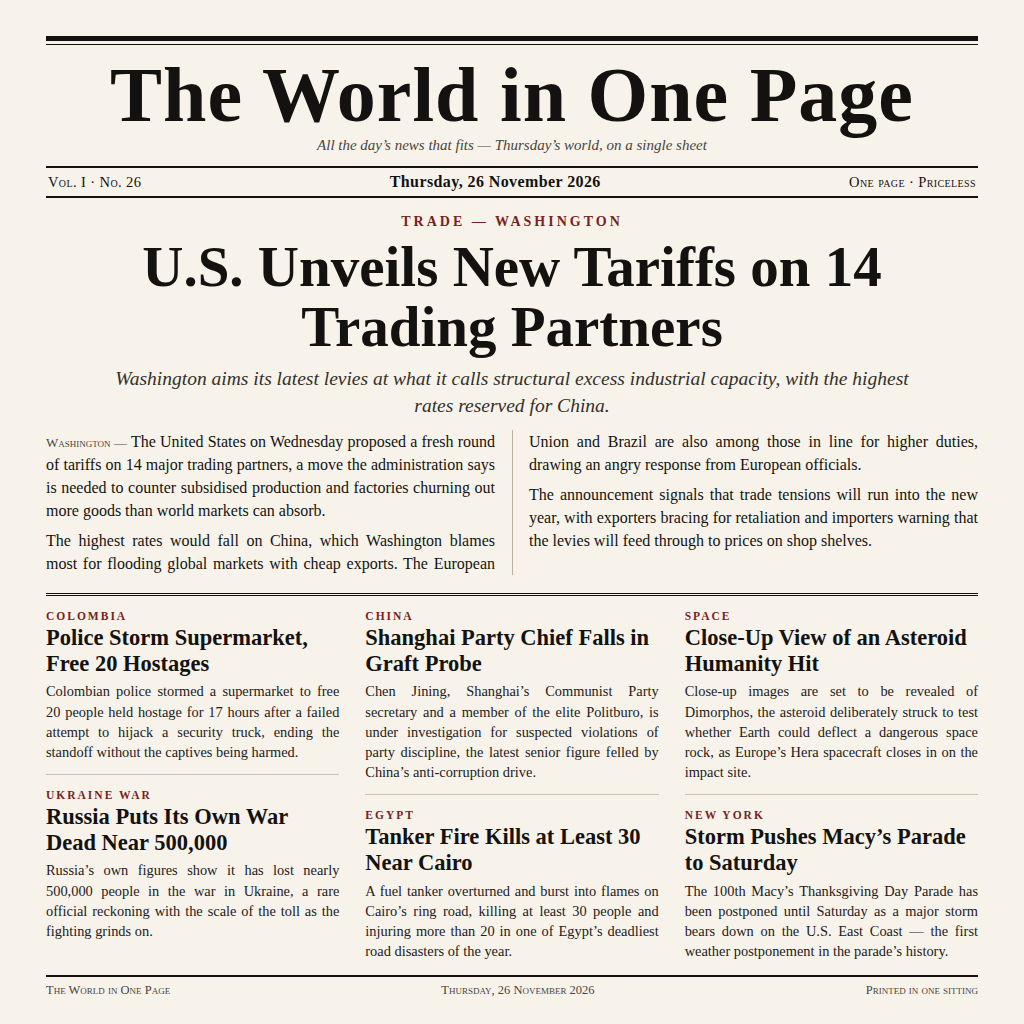 The World in One Page
All the day’s news that fits — Thursday’s world, on a single sheet
Vol. I · No. 26
Thursday, 26 November 2026
One page · Priceless
TRADE — WASHINGTON
U.S. Unveils New Tariffs on 14
Trading Partners
Washington aims its latest levies at what it calls structural excess industrial capacity, with the highest
rates reserved for China.
Washington — The United States on Wednesday proposed a fresh round
of tariffs on 14 major trading partners, a move the administration says
is needed to counter subsidised production and factories churning out
more goods than world markets can absorb.
The highest rates would fall on China, which Washington blames
most for flooding global markets with cheap exports. The European
Union and Brazil are also among those in line for higher duties,
drawing an angry response from European officials.
The announcement signals that trade tensions will run into the new
year, with exporters bracing for retaliation and importers warning that
the levies will feed through to prices on shop shelves.
COLOMBIA
Police Storm Supermarket,
Free 20 Hostages
Colombian police stormed a supermarket to free
20 people held hostage for 17 hours after a failed
attempt to hijack a security truck, ending the
standoff without the captives being harmed.
UKRAINE WAR
Russia Puts Its Own War
Dead Near 500,000
Russia’s own figures show it has lost nearly
500,000 people in the war in Ukraine, a rare
official reckoning with the scale of the toll as the
fighting grinds on.
CHINA
Shanghai Party Chief Falls in
Graft Probe
Chen Jining, Shanghai’s Communist Party
secretary and a member of the elite Politburo, is
under investigation for suspected violations of
party discipline, the latest senior figure felled by
China’s anti-corruption drive.
EGYPT
Tanker Fire Kills at Least 30
Near Cairo
A fuel tanker overturned and burst into flames on
Cairo’s ring road, killing at least 30 people and
injuring more than 20 in one of Egypt’s deadliest
road disasters of the year.
SPACE
Close-Up View of an Asteroid
Humanity Hit
Close-up images are set to be revealed of
Dimorphos, the asteroid deliberately struck to test
whether Earth could deflect a dangerous space
rock, as Europe’s Hera spacecraft closes in on the
impact site.
NEW YORK
Storm Pushes Macy’s Parade
to Saturday
The 100th Macy’s Thanksgiving Day Parade has
been postponed until Saturday as a major storm
bears down on the U.S. East Coast — the first
weather postponement in the parade’s history.
The World in One Page
Thursday, 26 November 2026
Printed in one sitting